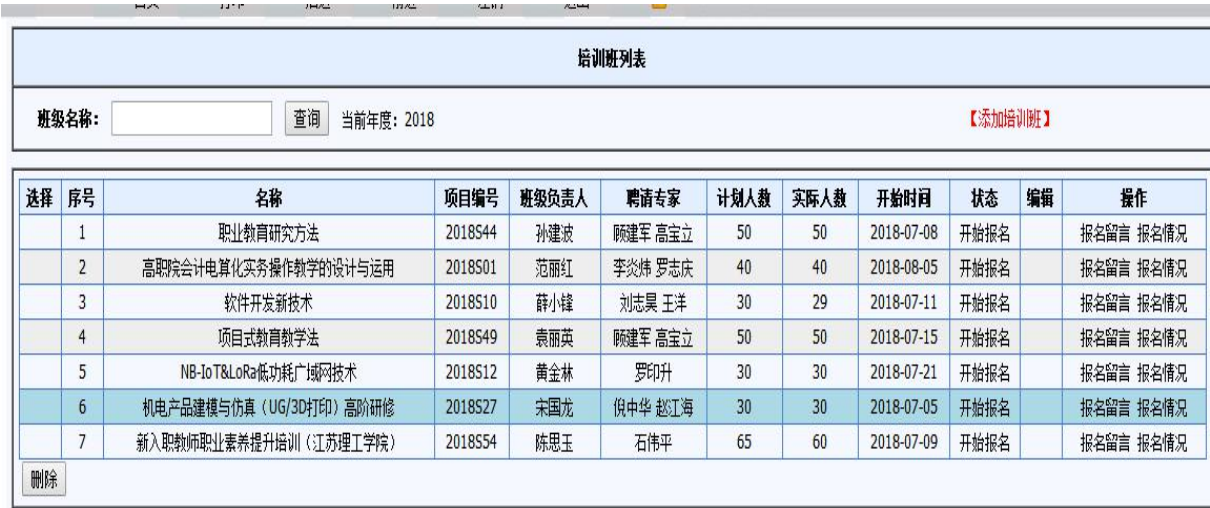 培训班列表
班级名称： 查询 当前年度：2018 【添加培训班】
选择 序号 名称 项目编号 班级负责人 聘请专家 计划人数 实际人数 开始时间 状态 编辑 操作
1 职业教育研究方法 2018S44 孙建波 顾建军 高宝立 50 50 2018-07-08 开始报名 报名留言 报名情况
2 高职院会计电算化实务操作教学的设计与运用 2018S01 范丽红 李炎炜 罗志庆 40 40 2018-08-05 开始报名 报名留言 报名情况
3 软件开发新技术 2018S10 薛小锋 刘志昊 王洋 30 29 2018-07-11 开始报名 报名留言 报名情况
4 项目式教育教学法 2018S49 袁丽英 顾建军 高宝立 50 50 2018-07-15 开始报名 报名留言 报名情况
5 NB-IoT&LoRa低功耗广域网技术 2018S12 黄金林 罗印升 30 30 2018-07-21 开始报名 报名留言 报名情况
6 机电产品建模与仿真（UG/3D打印）高阶研修 2018S27 宋国龙 倪中华 赵江海 30 30 2018-07-05 开始报名 报名留言 报名情况
7 新入职教师职业素养提升培训（江苏理工学院） 2018S54 陈思玉 石伟平 65 60 2018-07-09 开始报名 报名留言 报名情况
删除